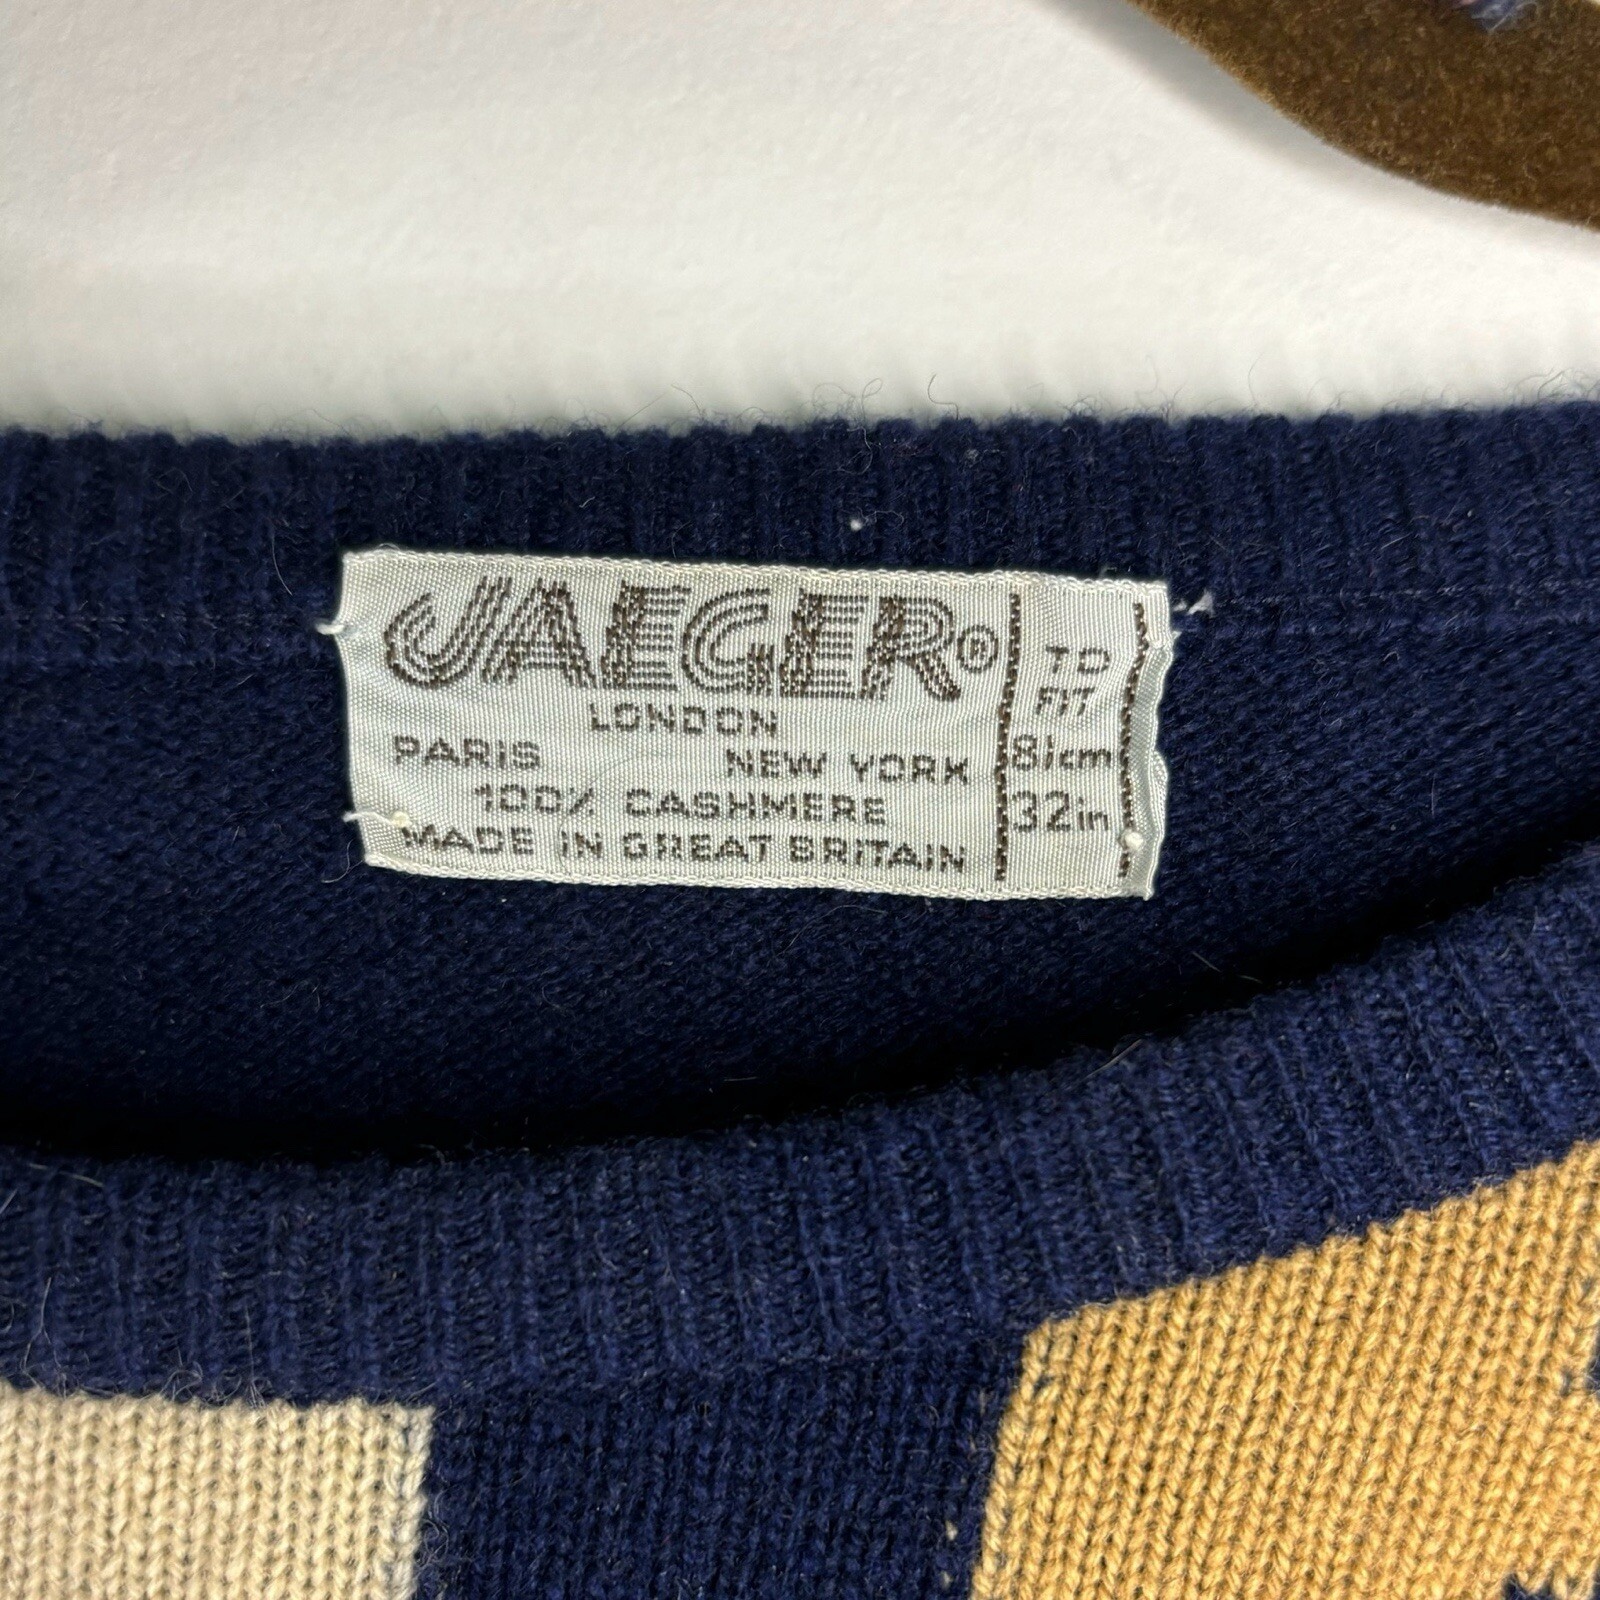 JAEGER®
LONDON
PARIS NEW YORK
100% CASHMERE
MADE IN GREAT BRITAIN
TO
FIT
81cm
32in